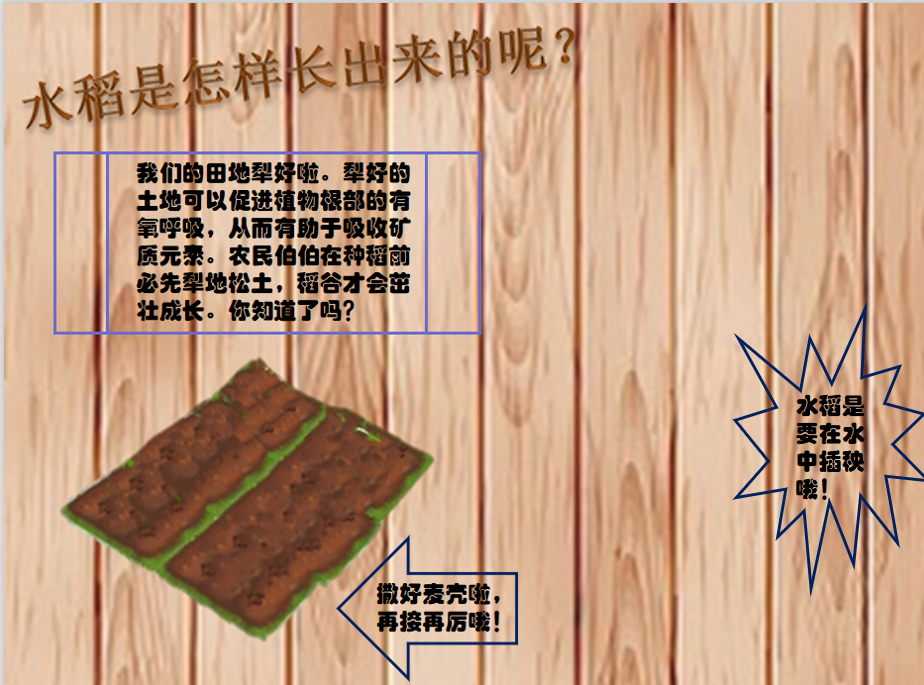 水稻是怎样长出来的呢？
我们的田地犁好啦。犁好的
土地可以促进植物根部的有
氧呼吸，从而有助于吸收矿
质元素。农民伯伯在种稻前
必先犁地松土，稻谷才会茁
壮成长。你知道了吗？
水稻是
要在水
中插秧
哦！
撒好麦壳啦，
再接再厉哦！